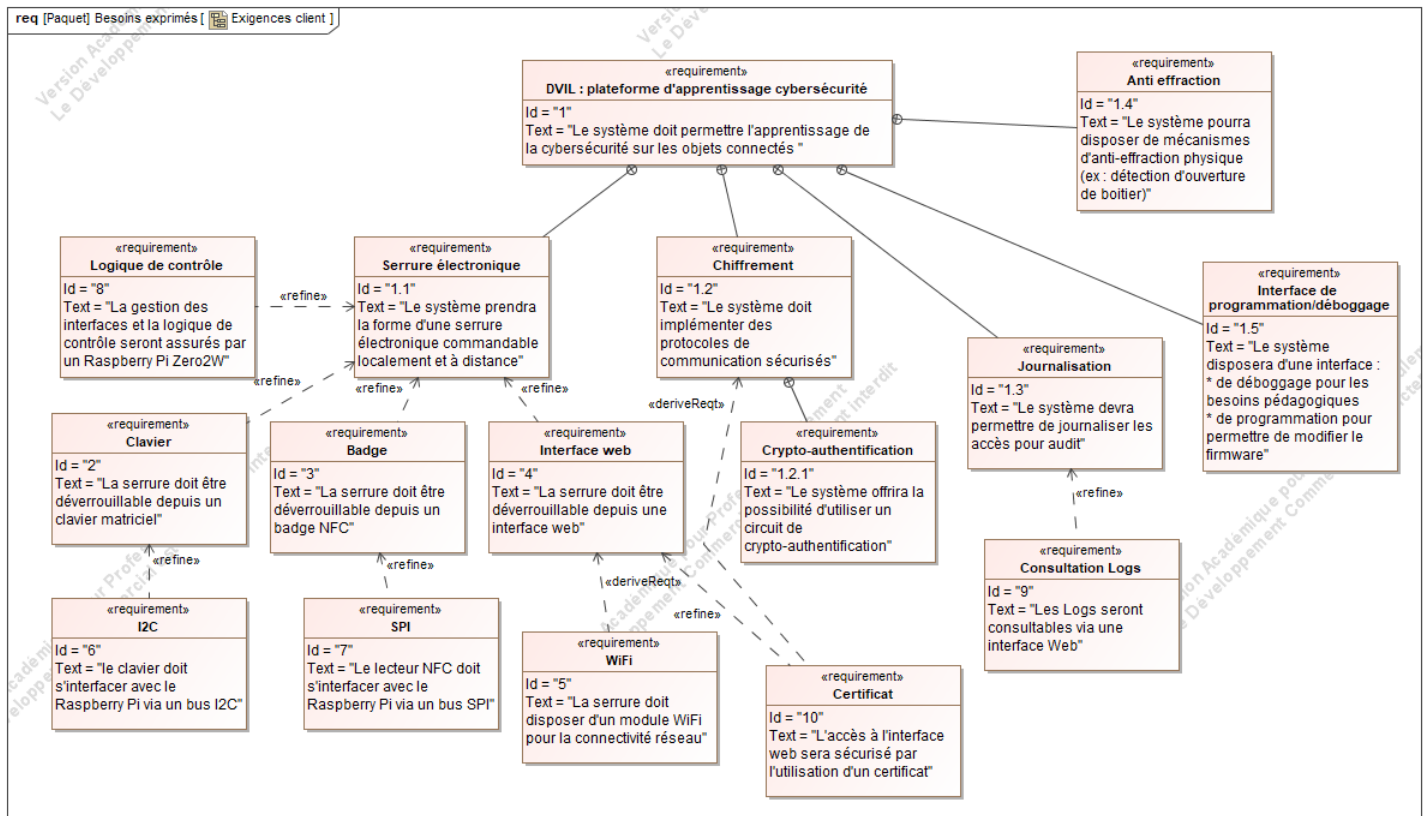 req [Paquet] Besoins exprimés [ Exigences client ]
«requirement»
DVIL : plateforme d'apprentissage cybersécurité
Id = "1"
Text = "Le système doit permettre l'apprentissage de
la cybersécurité sur les objets connectés "
«requirement»
Anti effraction
Id = "1.4"
Text = "Le système pourra
disposer de mécanismes
d'anti-effraction physique
(ex : détection d'ouverture
de boitier)"
«requirement»
Logique de contrôle
Id = "8"
Text = "La gestion des
interfaces et la logique de
contrôle seront assurés par
un Raspberry Pi Zero2W"
«refine»
«requirement»
Serrure électronique
Id = "1.1"
Text = "Le système prendra
la forme d'une serrure
électronique commandable
localement et à distance"
«requirement»
Chiffrement
Id = "1.2"
Text = "Le système doit
implémenter des
protocoles de
communication sécurisés"
«requirement»
Interface de
programmation/déboggage
Id = "1.5"
Text = "Le système
disposera d'une interface :
* de déboggage pour les
besoins pédagogiques
* de programmation pour
permettre de modifier le
firmware"
«requirement»
Journalisation
Id = "1.3"
Text = "Le système devra
permettre de journaliser les
accès pour audit"
«refine»
«refine»
«refine»
«deriveReqt»
«requirement»
Clavier
Id = "2"
Text = "La serrure doit être
déverrouillable depuis un
clavier matriciel"
«requirement»
Badge
Id = "3"
Text = "La serrure doit être
déverrouillable depuis un
badge NFC"
«requirement»
Interface web
Id = "4"
Text = "La serrure doit être
déverrouillable depuis une
interface web"
«requirement»
Crypto-authentification
Id = "1.2.1"
Text = "Le système offrira la
possibilité d'utiliser un
circuit de
crypto-authentification"
«refine»
«refine»
«refine»
«deriveReqt»
«refine»
«requirement»
Consultation Logs
Id = "9"
Text = "Les Logs seront
consultables via une
interface Web"
«requirement»
I2C
Id = "6"
Text = "le clavier doit
s'interfacer avec le
Raspberry Pi via un bus I2C"
«requirement»
SPI
Id = "7"
Text = "Le lecteur NFC doit
s'interfacer avec le
Raspberry Pi via un bus SPI"
«requirement»
WiFi
Id = "5"
Text = "La serrure doit
disposer d'un module WiFi
pour la connectivité réseau"
«requirement»
Certificat
Id = "10"
Text = "L'accès à l'interface
web sera sécurisé par
l'utilisation d'un certificat"